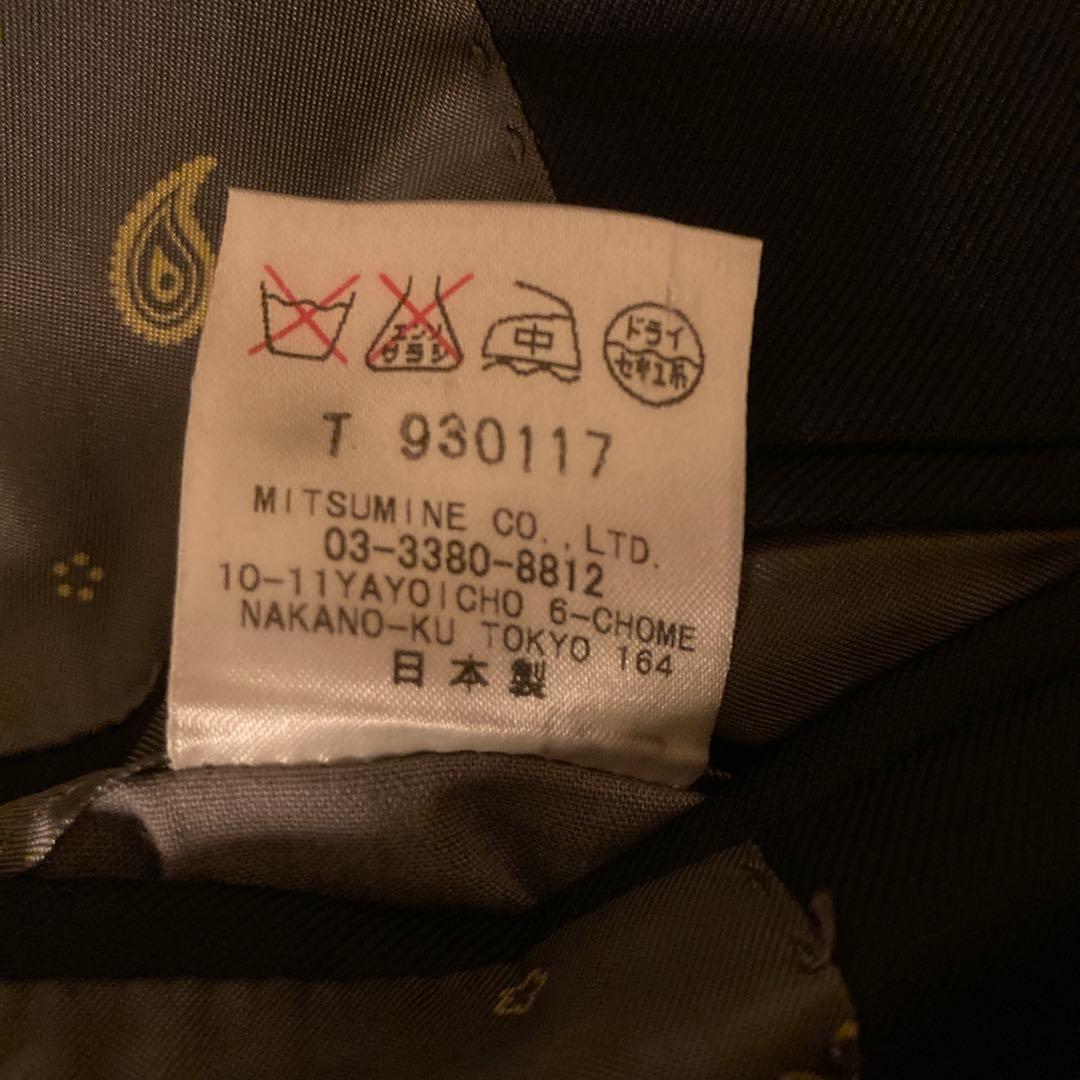 エンソ
サラシ
中
ドライ
セキユ系
T 930117
MITSUMINE CO.,LTD.
03-3380-8812
10-11YAYOICHO 6-CHOME
NAKANO-KU TOKYO 164
日本製